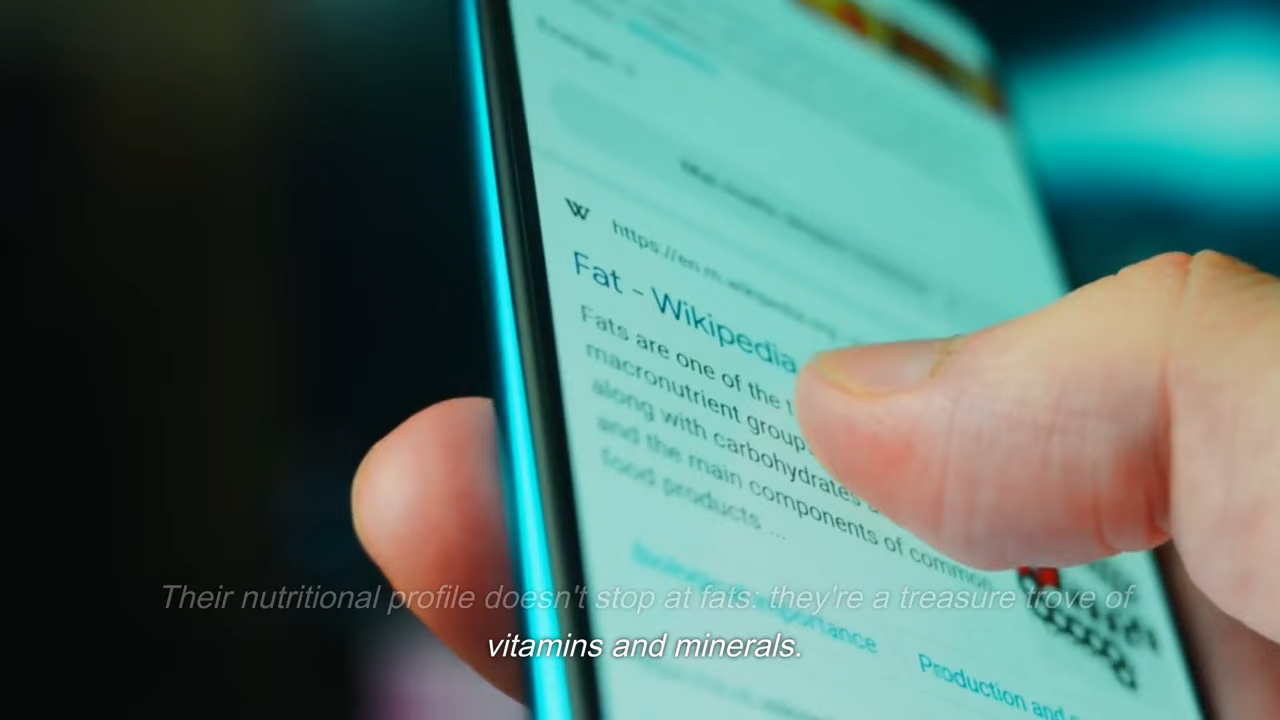 W
https://en.m.wikipedia.org
Fat - Wikipedia
Fats are one of the
macronutrient group
along with carbohydrates
and the main components of common
food products ...
Biological importance
Production and
Their nutritional profile doesn't stop at fats. they're a treasure trove of
vitamins and minerals.